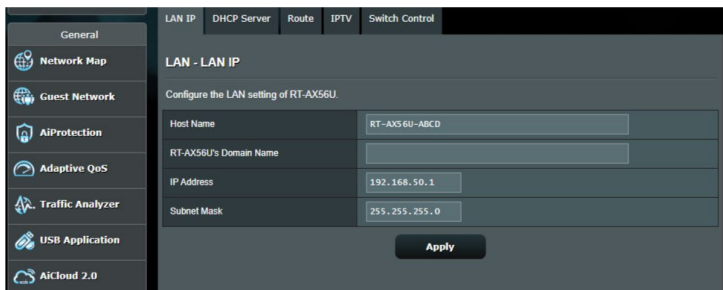 General
Network Map
Guest Network
AiProtection
Adaptive QoS
Traffic Analyzer
USB Application
AiCloud 2.0
LAN IP
DHCP Server
Route
IPTV
Switch Control
LAN - LAN IP
Configure the LAN setting of RT-AX56U.
Host Name
RT-AX56U-ABCD
RT-AX56U's Domain Name
IP Address
192.168.50.1
Subnet Mask
255.255.255.0
Apply